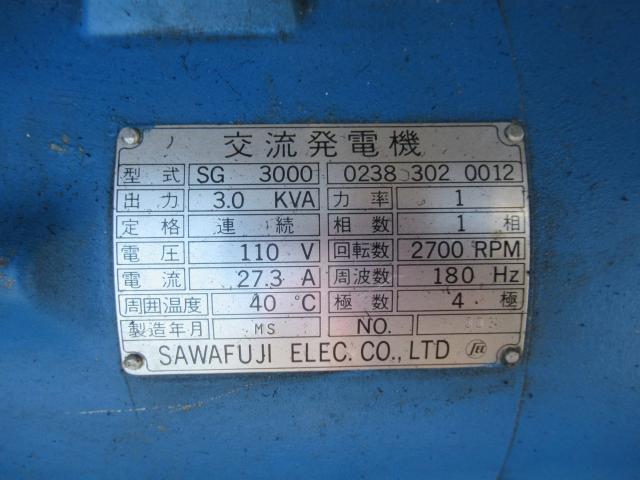 交流発電機
型式 SG 3000 0238 302 0012
出力 3.0 KVA 力率 1
定格 連続 相数 1 相
電圧 110 V 回転数 2700 RPM
電流 27.3 A 周波数 180 Hz
周囲温度 40 °C 極数 4 極
製造年月 MS NO.
SAWAFUJI ELEC. CO., LTD